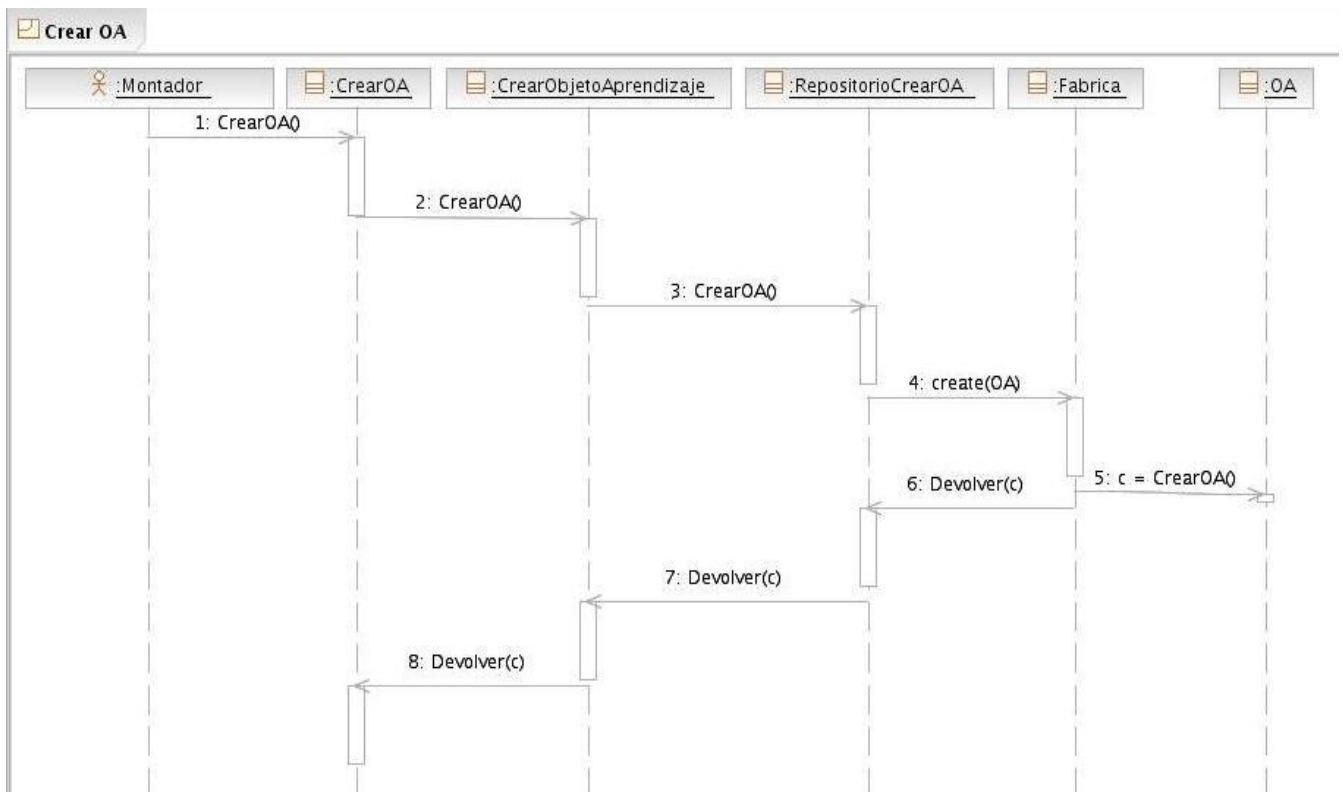 Crear OA
:Montador
:CrearOA
:CrearObjetoAprendizaje
:RepositorioCrearOA
:Fabrica
:OA
1: CrearOA()
2: CrearOA()
3: CrearOA()
4: create(OA)
5: c = CrearOA()
6: Devolver(c)
7: Devolver(c)
8: Devolver(c)